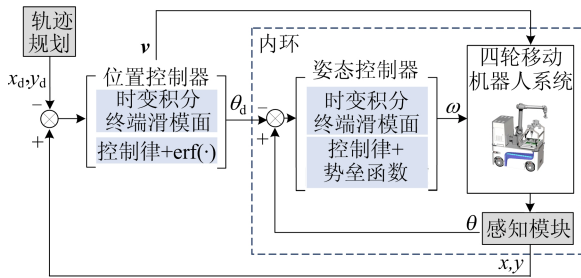 轨迹
规划
v
内环
四轮移动
机器人系统
x_d,y_d
位置控制器
姿态控制器
−
+
时变积分
终端滑模面
控制律+erf(·)
θ_d
−
+
时变积分
终端滑模面
控制律+
势垒函数
ω
θ
感知模块
x,y